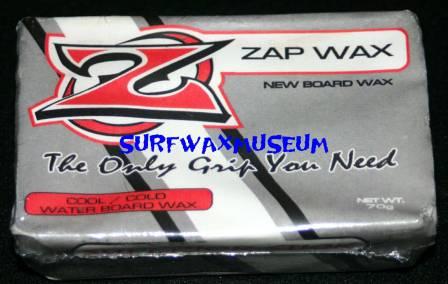 Z
ZAP WAX
NEW BOARD WAX
SURFWAXMUSEUM
The Only Grip You Need
COOL / COLD
WATER BOARD WAX
NET WT.
70g